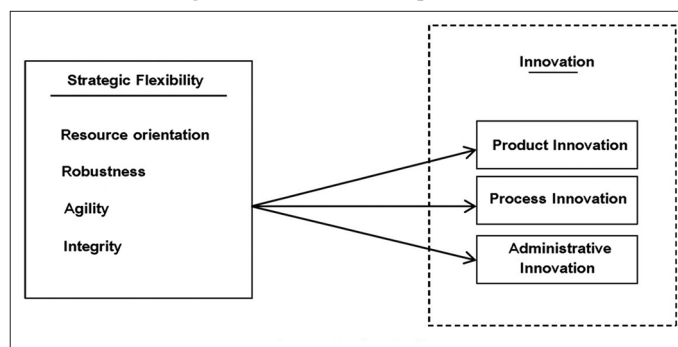 Strategic Flexibility
Resource orientation
Robustness
Agility
Integrity
Innovation
Product Innovation
Process Innovation
Administrative
Innovation